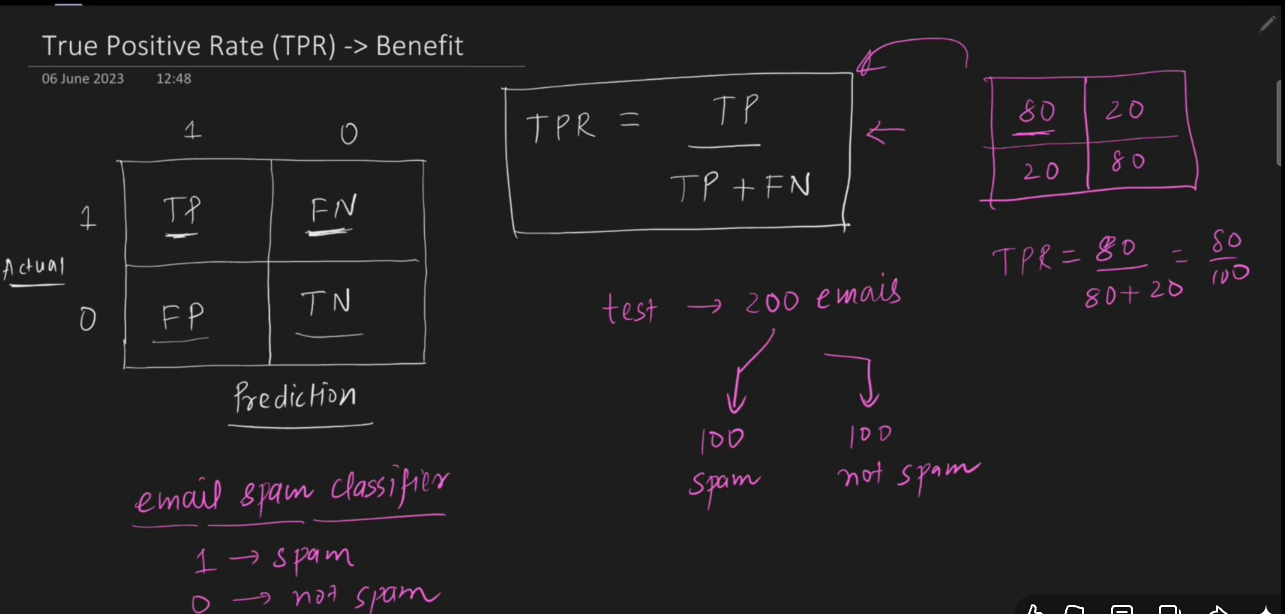 True Positive Rate (TPR) -> Benefit
06 June 2023 12:48
1 0
1 TP FN
Actual
0 FP TN
Prediction
TPR = TP
TP + FN
80 20
20 80
TPR = 80 = 80
80 + 20 100
test → 200 emais
100 100
spam not spam
email spam classifier
1 → spam
0 → not spam